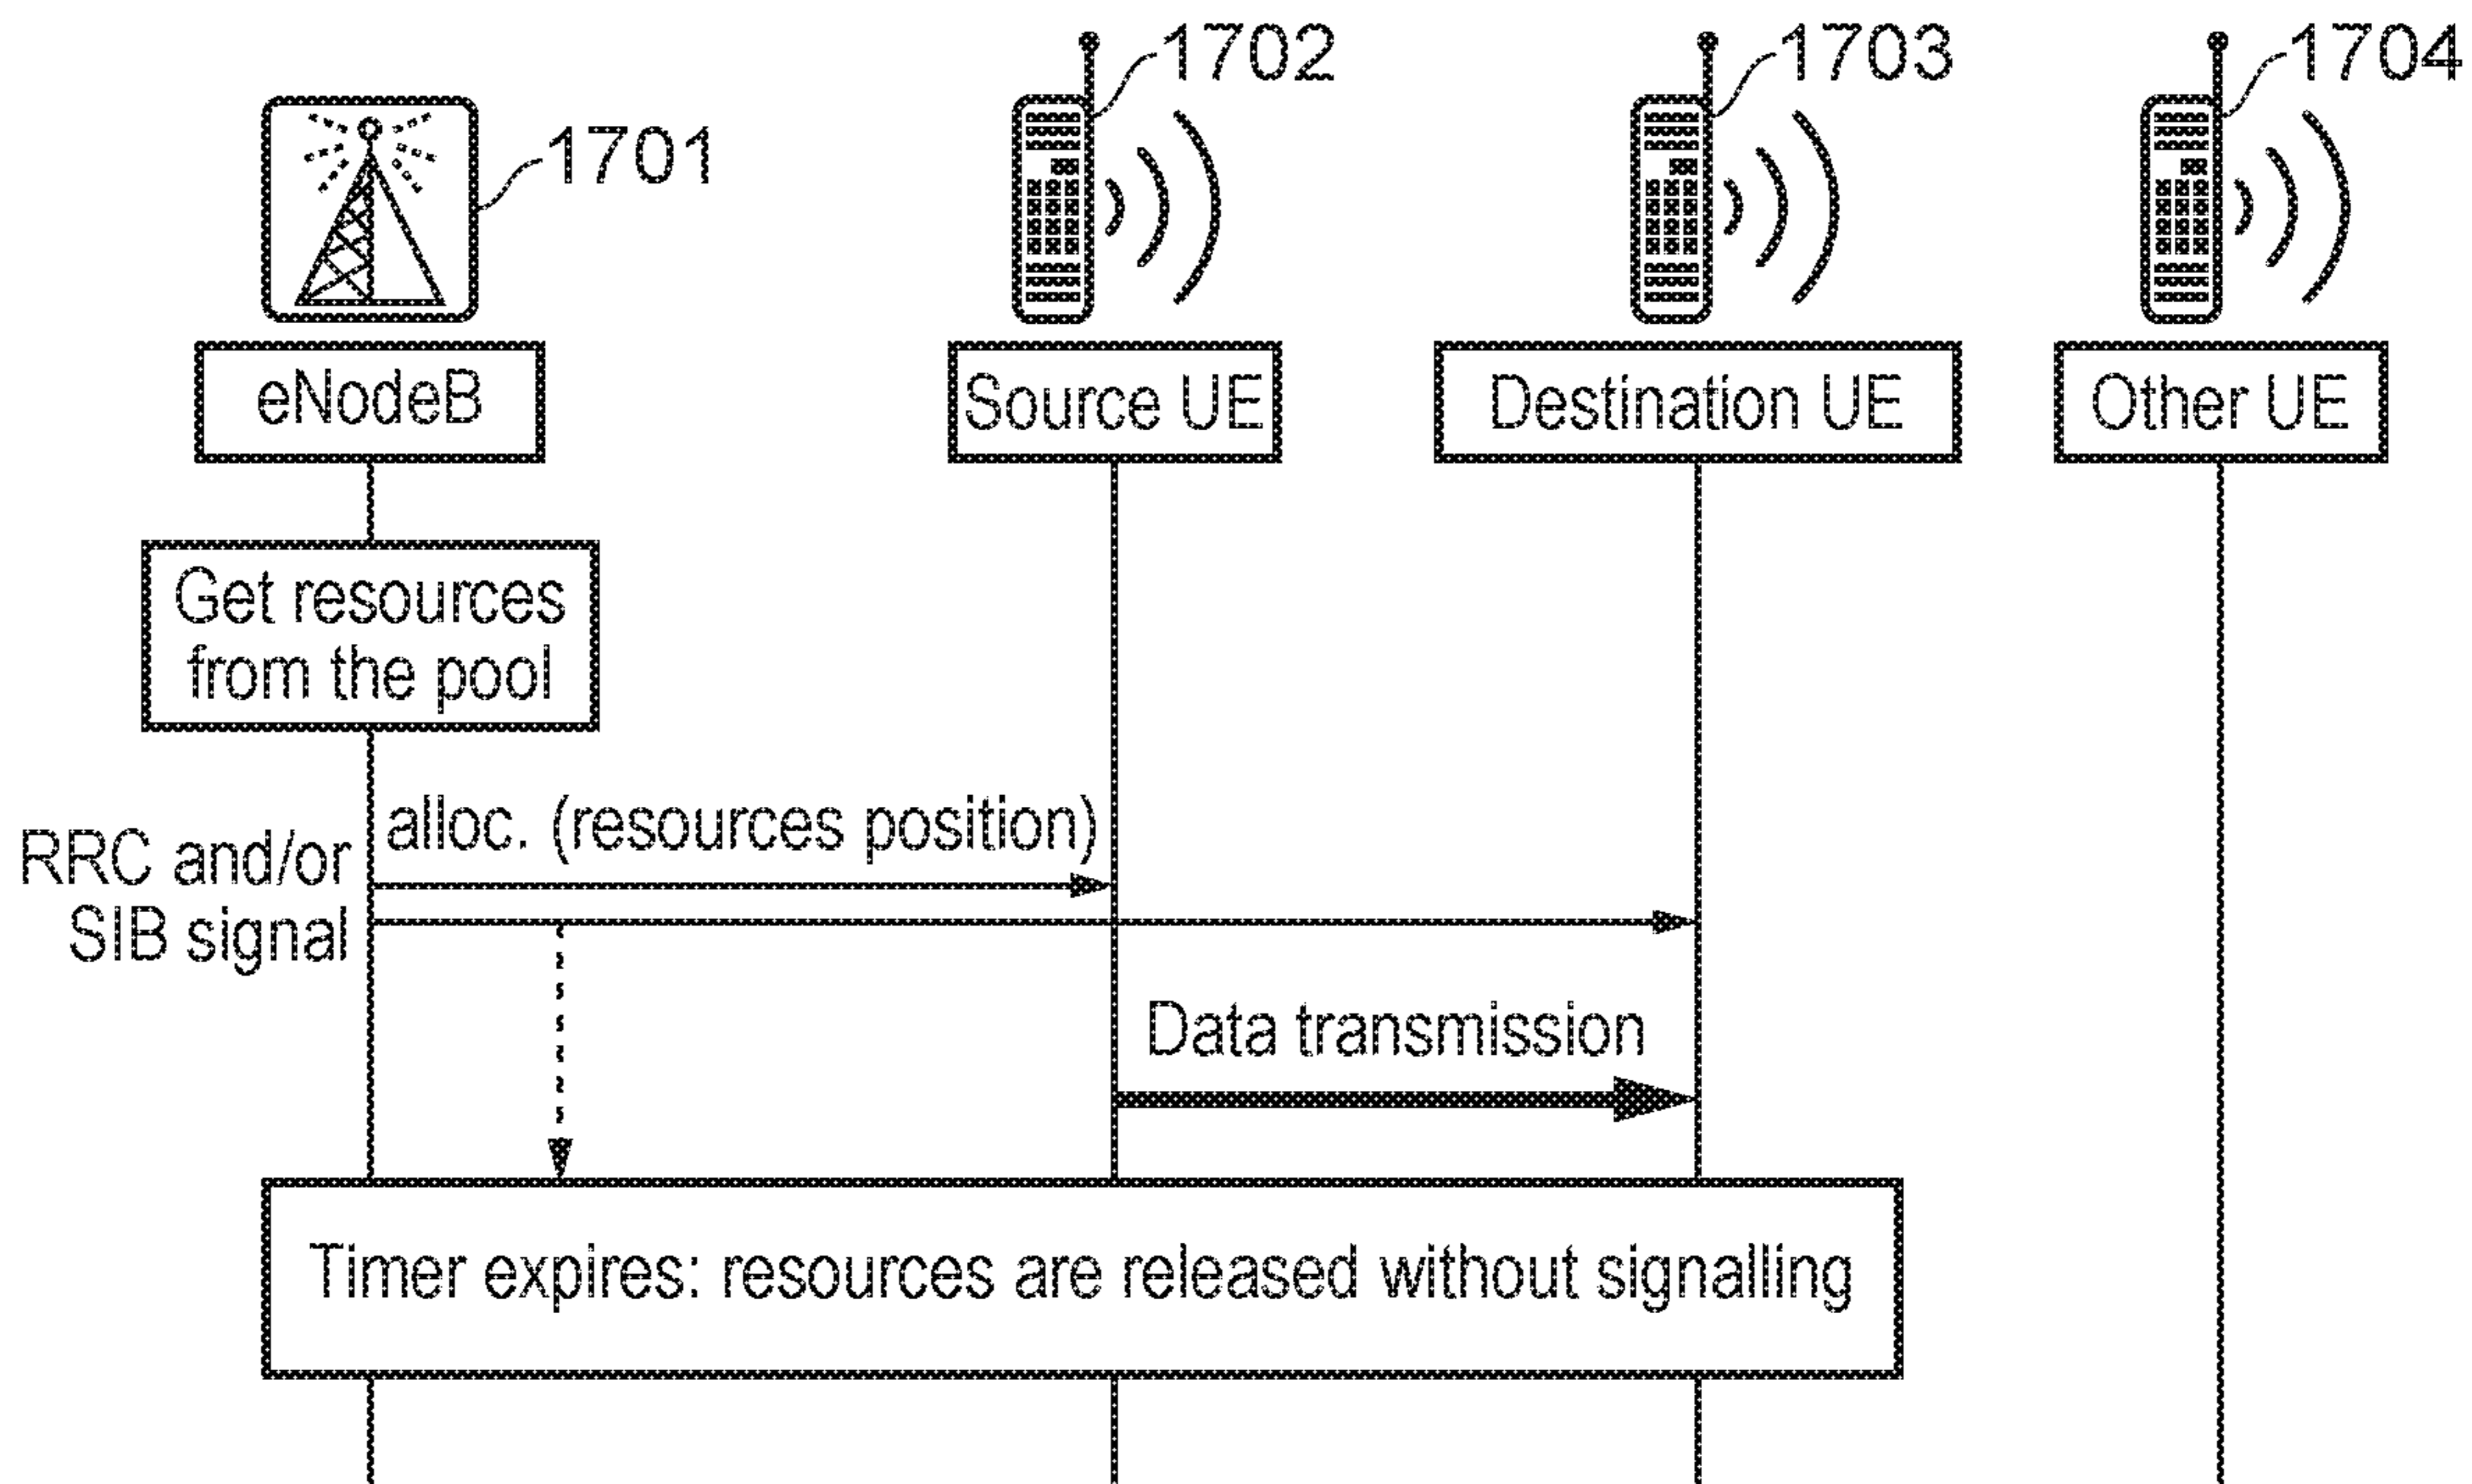 1701
1702
1703
1704
eNodeB
Source UE
Destination UE
Other UE
Get resources
from the pool
alloc. (resources position)
RRC and/or
SIB signal
Data transmission
Timer expires: resources are released without signalling